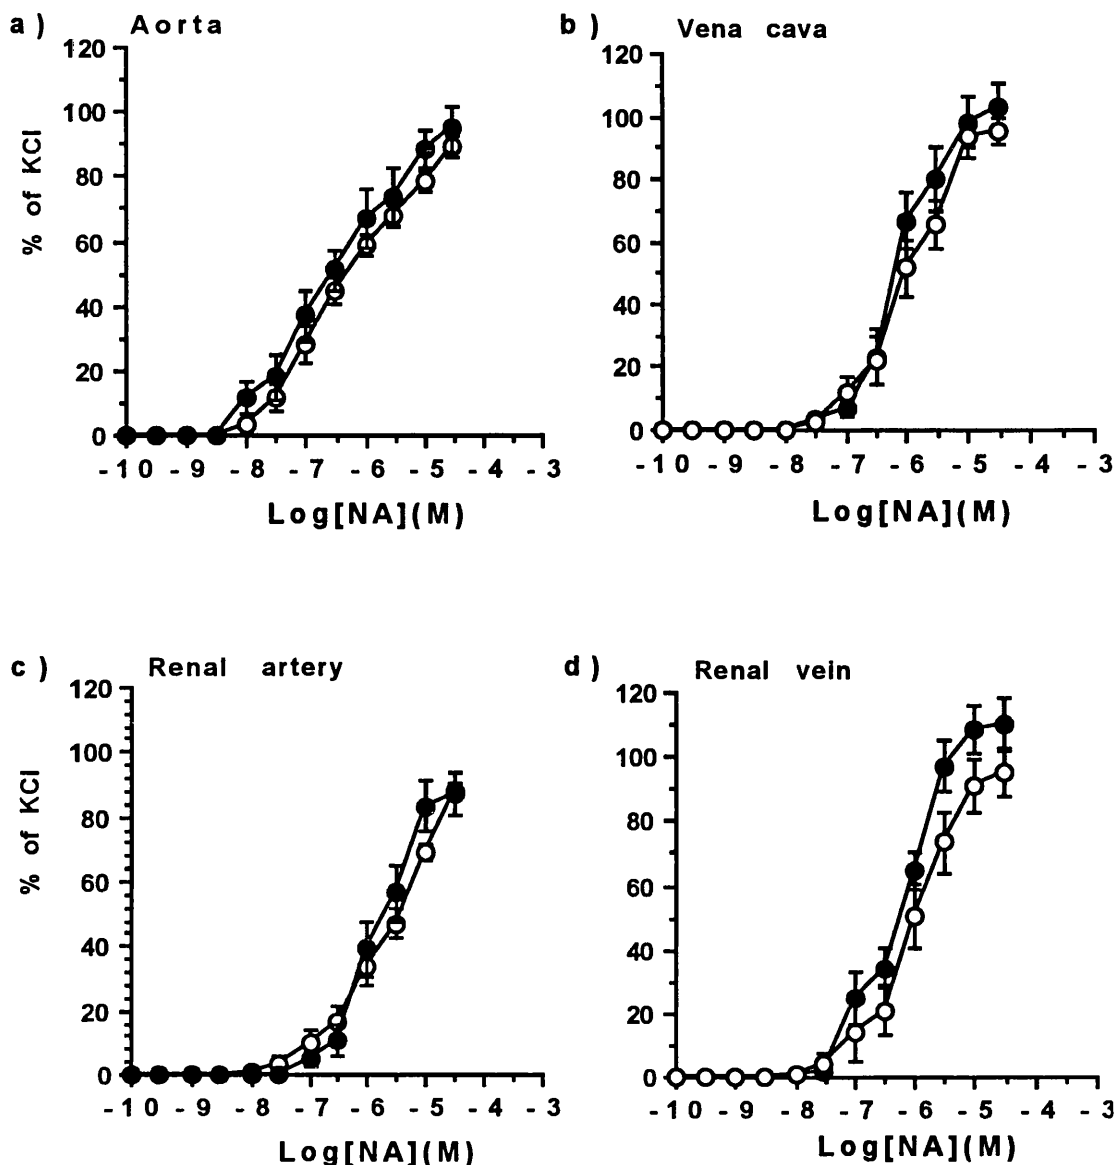 a) Aorta
120
100
80
60
40
20
0
% of KCl
-10 -9 -8 -7 -6 -5 -4 -3
Log[NA](M)
b) Vena cava
120
100
80
60
40
20
0
-10 -9 -8 -7 -6 -5 -4 -3
Log[NA](M)
c) Renal artery
120
100
80
60
40
20
0
% of KCl
-10 -9 -8 -7 -6 -5 -4 -3
Log[NA](M)
d) Renal vein
120
100
80
60
40
20
0
-10 -9 -8 -7 -6 -5 -4 -3
Log[NA](M)